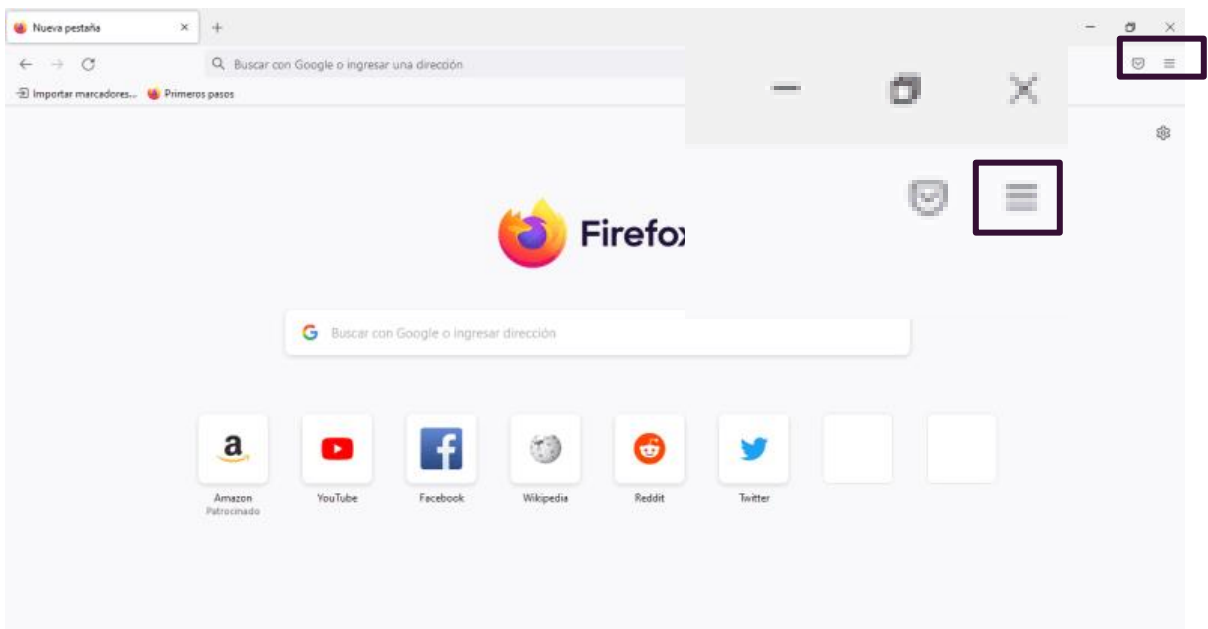 Nueva pestaña
Buscar con Google o ingresar una dirección
Importar marcadores... Primeros pasos
Firefox
Buscar con Google o ingresar dirección
a
Amazon YouTube Facebook Wikipedia Reddit Twitter
Patrocinado